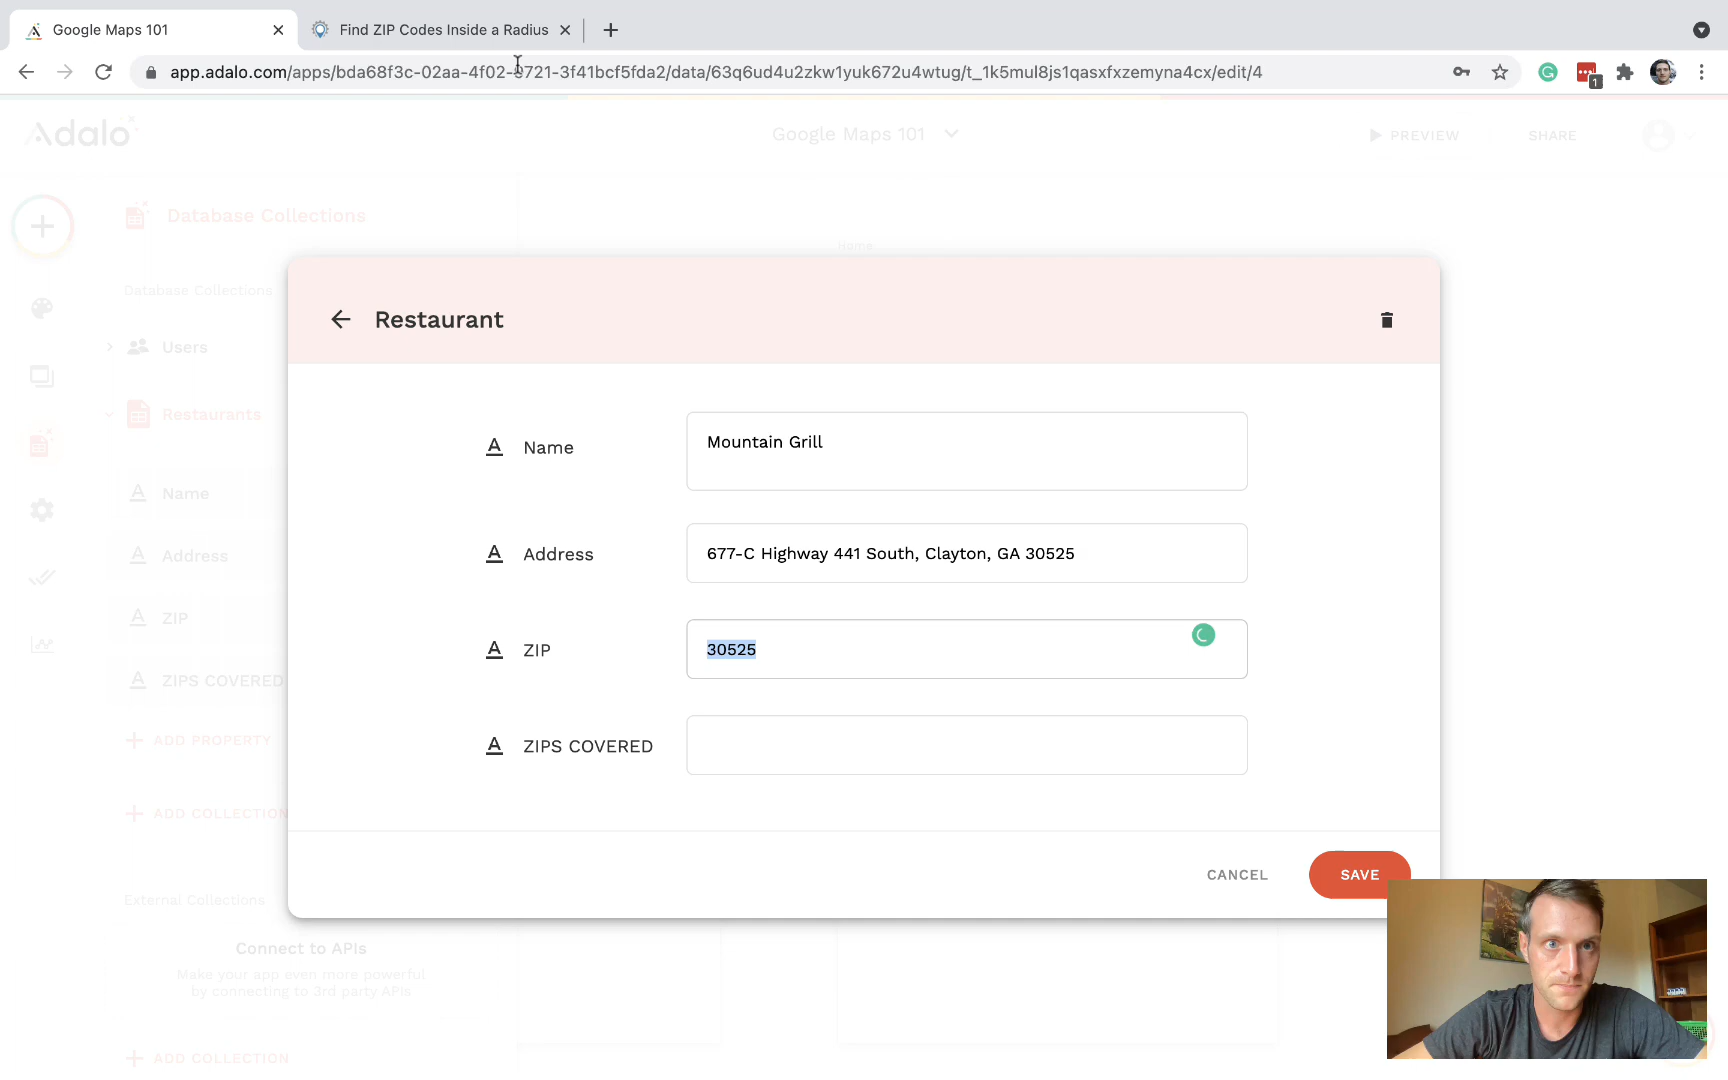 Google Maps 101
Find ZIP Codes Inside a Radius
app.adalo.com/apps/bda68f3c-02aa-4f02-9721-3f41bcf5fda2/data/63q6ud4u2zkw1yuk672u4wtug/t_1k5mul8js1qasxfxzemyna4cx/edit/4
1
Adalo
Google Maps 101
PREVIEW
SHARE
Database Collections
Home
Database Collections
Users
Restaurants
Name
Address
ZIP
ZIPS COVERED
ADD PROPERTY
ADD COLLECTION
External Collections
Connect to APIs
Make your app even more powerful
by connecting to 3rd party APIs
ADD COLLECTION
Restaurant
Name
Mountain Grill
Address
677-C Highway 441 South, Clayton, GA 30525
ZIP
30525
ZIPS COVERED
CANCEL
SAVE